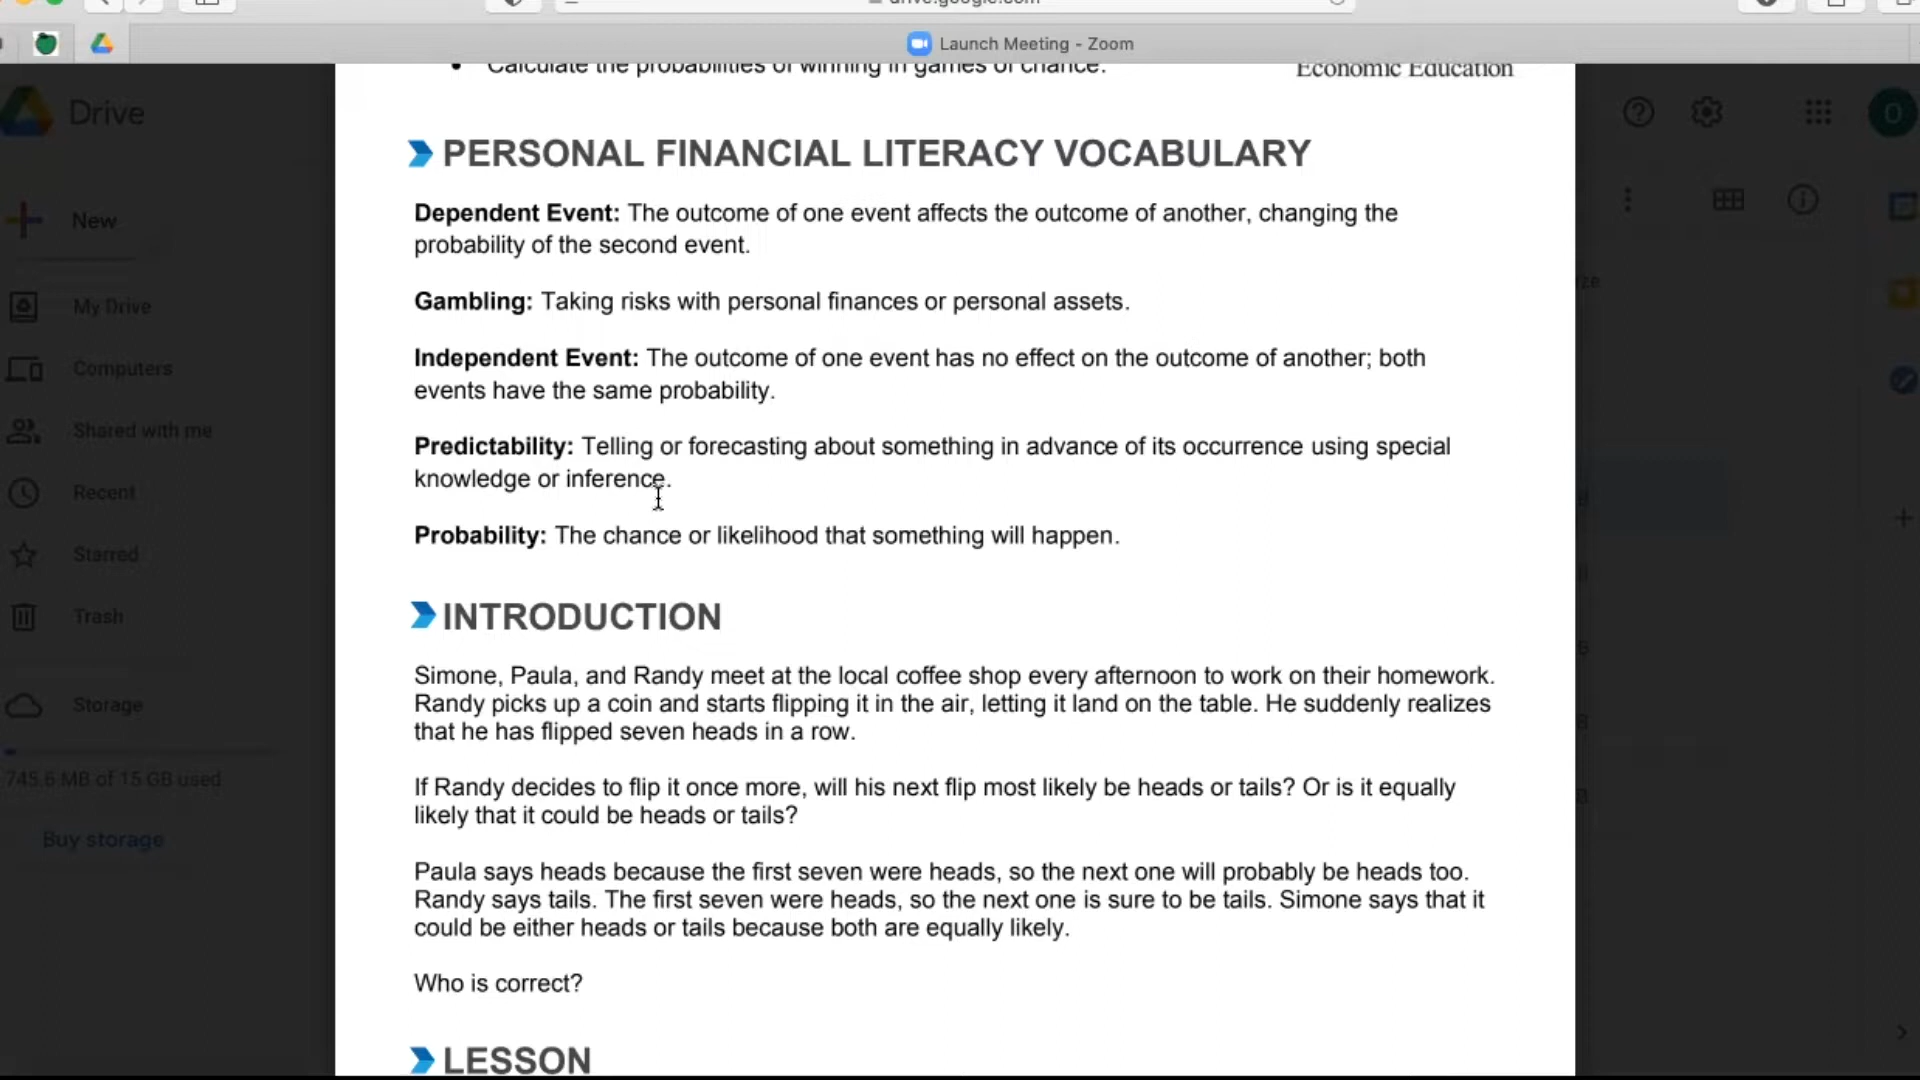 drive.google.com
Launch Meeting - Zoom
Calculate the probabilities of winning in games of chance.
Economic Education
Drive
PERSONAL FINANCIAL LITERACY VOCABULARY
Dependent Event: The outcome of one event affects the outcome of another, changing the
probability of the second event.
New
Gambling: Taking risks with personal finances or personal assets.
My Drive
Independent Event: The outcome of one event has no effect on the outcome of another; both
Computers
events have the same probability.
Shared with me
Predictability: Telling or forecasting about something in advance of its occurrence using special
knowledge or inference.
Recent
Probability: The chance or likelihood that something will happen.
Starred
INTRODUCTION
Trash
Simone, Paula, and Randy meet at the local coffee shop every afternoon to work on their homework.
Randy picks up a coin and starts flipping it in the air, letting it land on the table. He suddenly realizes
that he has flipped seven heads in a row.
Storage
745.6 MB of 15 GB used
If Randy decides to flip it once more, will his next flip most likely be heads or tails? Or is it equally
likely that it could be heads or tails?
Buy storage
Paula says heads because the first seven were heads, so the next one will probably be heads too.
Randy says tails. The first seven were heads, so the next one is sure to be tails. Simone says that it
could be either heads or tails because both are equally likely.
Who is correct?
LESSON